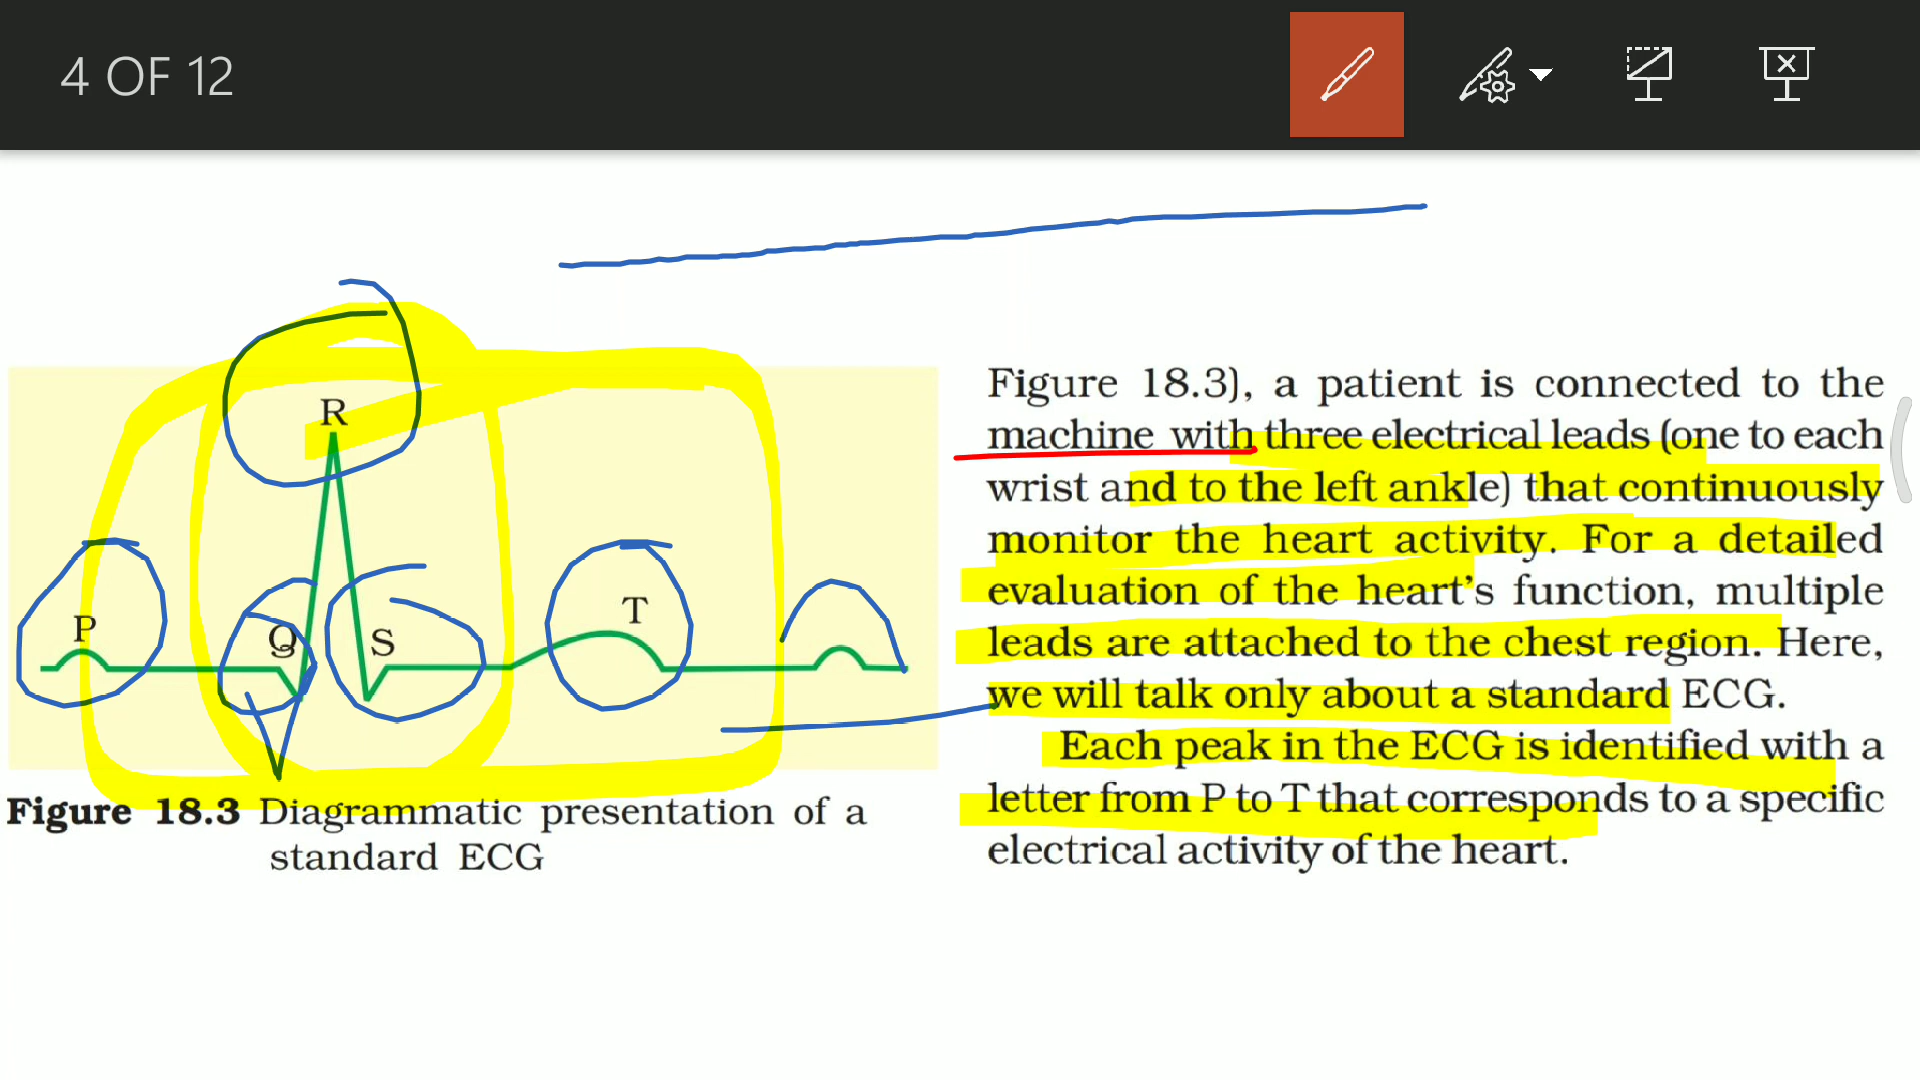 4 OF 12
R
P
Q
S
T
Figure 18.3 Diagrammatic presentation of a
standard ECG
Figure 18.3), a patient is connected to the
machine with three electrical leads (one to each
wrist and to the left ankle) that continuously
monitor the heart activity. For a detailed
evaluation of the heart's function, multiple
leads are attached to the chest region. Here,
we will talk only about a standard ECG.
Each peak in the ECG is identified with a
letter from P to T that corresponds to a specific
electrical activity of the heart.